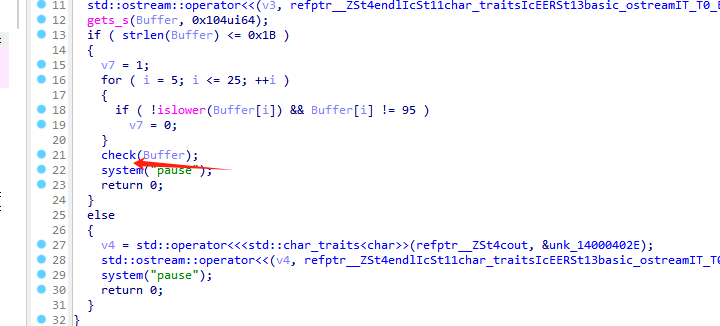 11 std::ostream::operator<<(v3, refptr__ZSt4endlIcSt11char_traitsIcEERSt13basic_ostreamIT_T0_E
12 gets_s(Buffer, 0x104ui64);
13 if ( strlen(Buffer) <= 0x1B )
14 {
15 v7 = 1;
16 for ( i = 5; i <= 25; ++i )
17 {
18 if ( !islower(Buffer[i]) && Buffer[i] != 95 )
19 v7 = 0;
20 }
21 check(Buffer);
22 system("pause");
23 return 0;
24 }
25 else
26 {
27 v4 = std::operator<<<std::char_traits<char>>(refptr__ZSt4cout, &unk_14000402E);
28 std::ostream::operator<<(v4, refptr__ZSt4endlIcSt11char_traitsIcEERSt13basic_ostreamIT_T0
29 system("pause");
30 return 0;
31 }
32 }